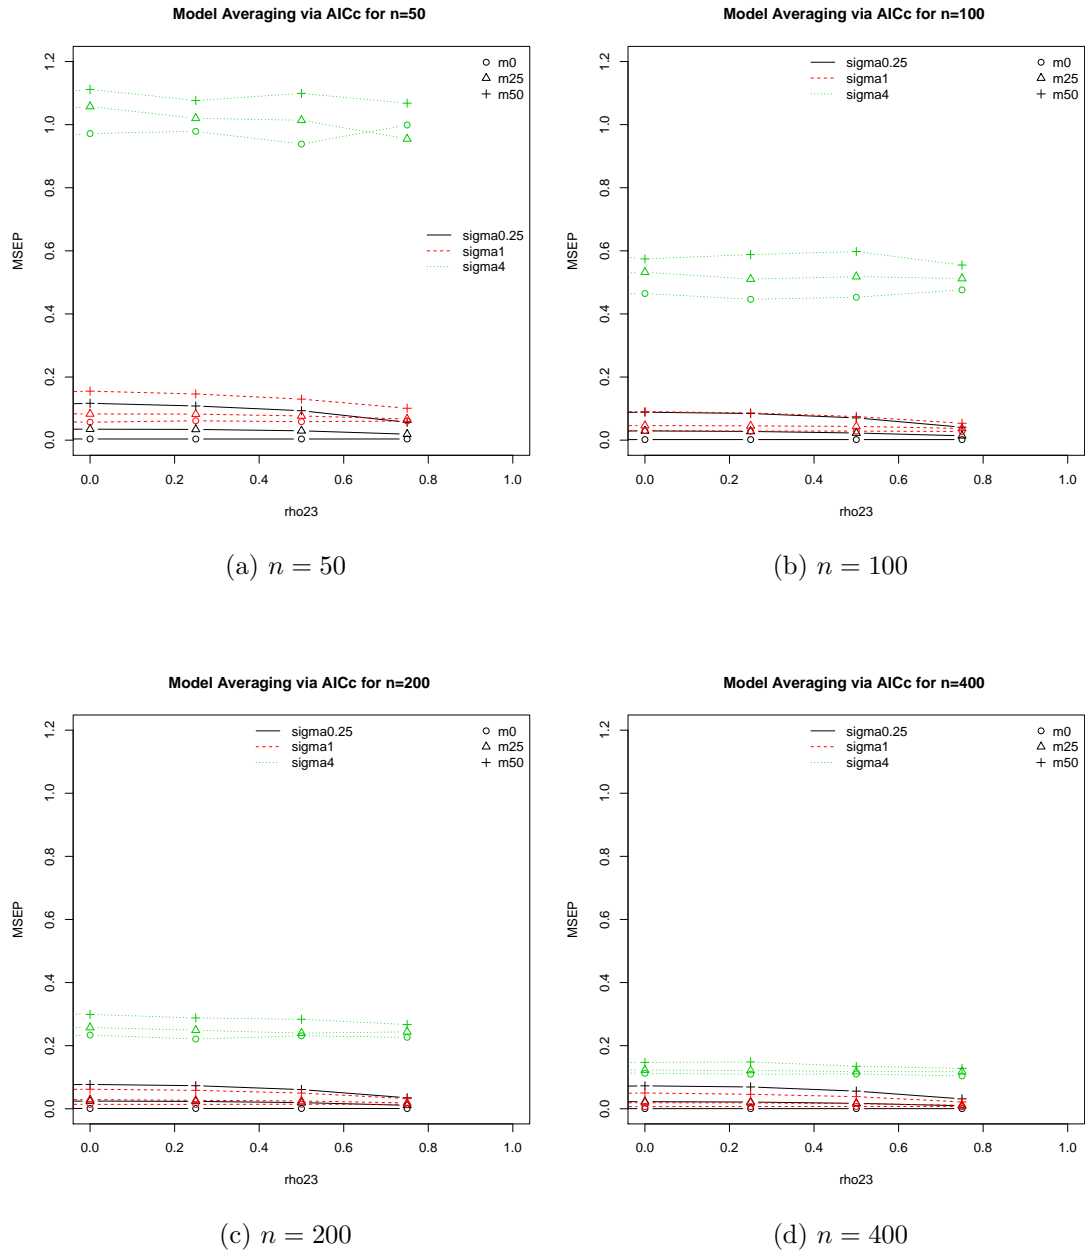 Model Averaging via AICc for n=50
1.2
1.0
0.8
0.6
0.4
0.2
0.0
MSEP
m0
m25
m50
sigma0.25
sigma1
sigma4
0.0 0.2 0.4 0.6 0.8 1.0
rho23
(a) n = 50
Model Averaging via AICc for n=100
1.2
1.0
0.8
0.6
0.4
0.2
0.0
MSEP
sigma0.25
sigma1
sigma4
m0
m25
m50
0.0 0.2 0.4 0.6 0.8 1.0
rho23
(b) n = 100
Model Averaging via AICc for n=200
1.2
1.0
0.8
0.6
0.4
0.2
0.0
MSEP
sigma0.25
sigma1
sigma4
m0
m25
m50
0.0 0.2 0.4 0.6 0.8 1.0
rho23
(c) n = 200
Model Averaging via AICc for n=400
1.2
1.0
0.8
0.6
0.4
0.2
0.0
MSEP
sigma0.25
sigma1
sigma4
m0
m25
m50
0.0 0.2 0.4 0.6 0.8 1.0
rho23
(d) n = 400